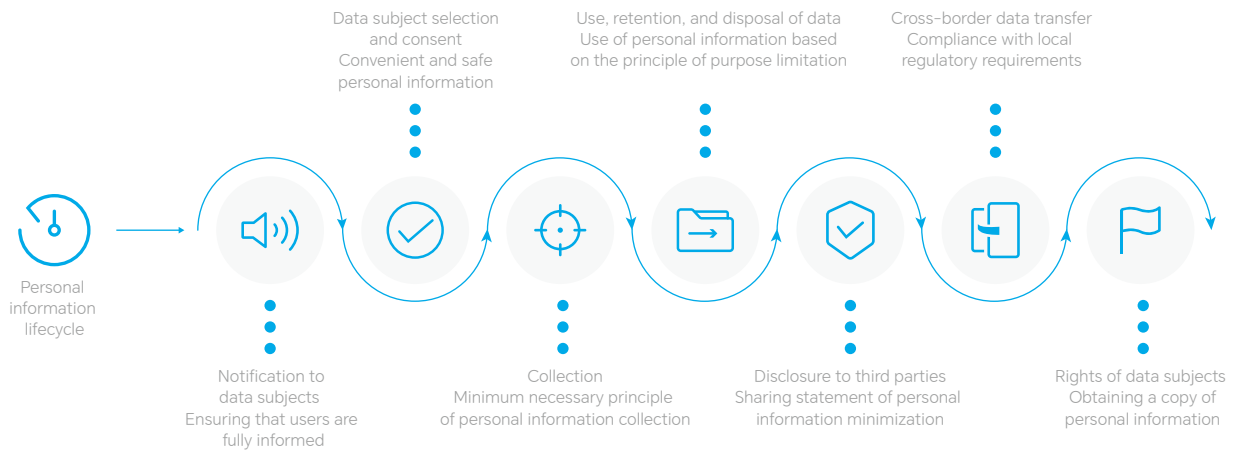 Data subject selection
and consent
Convenient and safe
personal information
Use, retention, and disposal of data
Use of personal information based
on the principle of purpose limitation
Cross-border data transfer
Compliance with local
regulatory requirements
Personal
information
lifecycle
Notification to
data subjects
Ensuring that users are
fully informed
Collection
Minimum necessary principle
of personal information collection
Disclosure to third parties
Sharing statement of personal
information minimization
Rights of data subjects
Obtaining a copy of
personal information